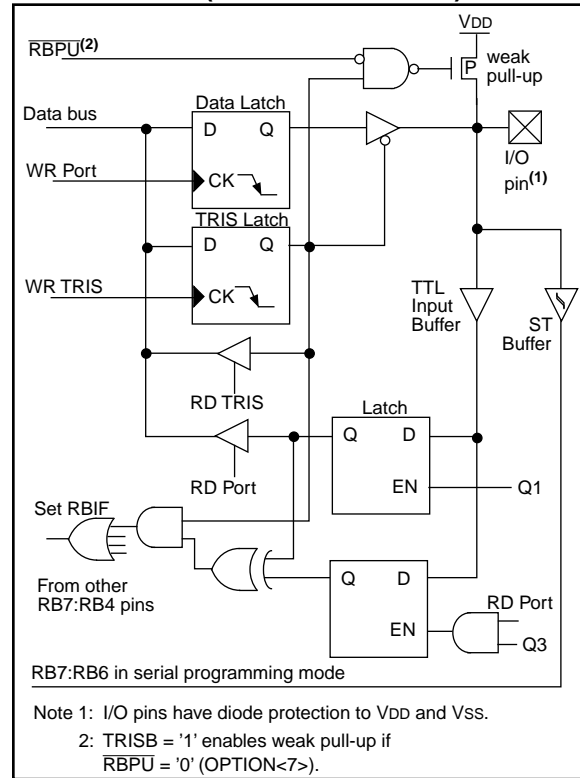 VDD
RBPU(2)
P
weak
pull-up
Data Latch
Data bus
D
Q
WR Port
CK
I/O
pin(1)
TRIS Latch
D
Q
WR TRIS
CK
TTL
Input
Buffer
ST
Buffer
RD TRIS
Latch
Q
D
RD Port
EN
Q1
Set RBIF
From other
RB7:RB4 pins
Q
D
RD Port
EN
Q3
RB7:RB6 in serial programming mode
Note 1: I/O pins have diode protection to VDD and VSS.
2: TRISB = '1' enables weak pull-up if
RBPU = '0' (OPTION<7>).